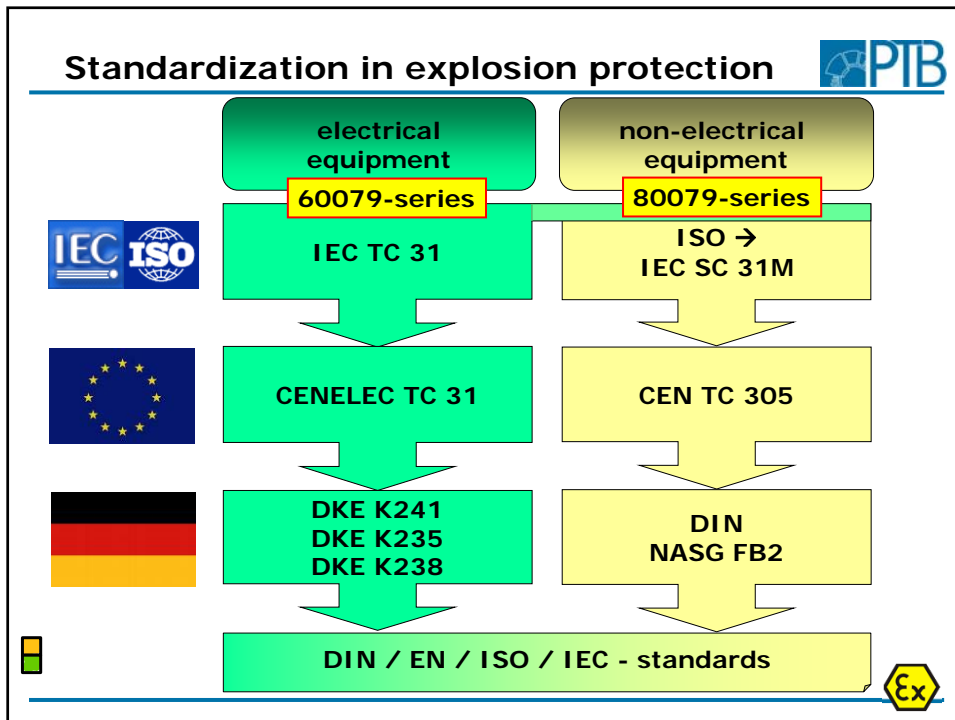 Standardization in explosion protection
PTB
electrical
equipment
non-electrical
equipment
60079-series
80079-series
IEC ISO
IEC TC 31
ISO →
IEC SC 31M
CENELEC TC 31
CEN TC 305
DKE K241
DKE K235
DKE K238
DIN
NASG FB2
DIN / EN / ISO / IEC - standards
Ex